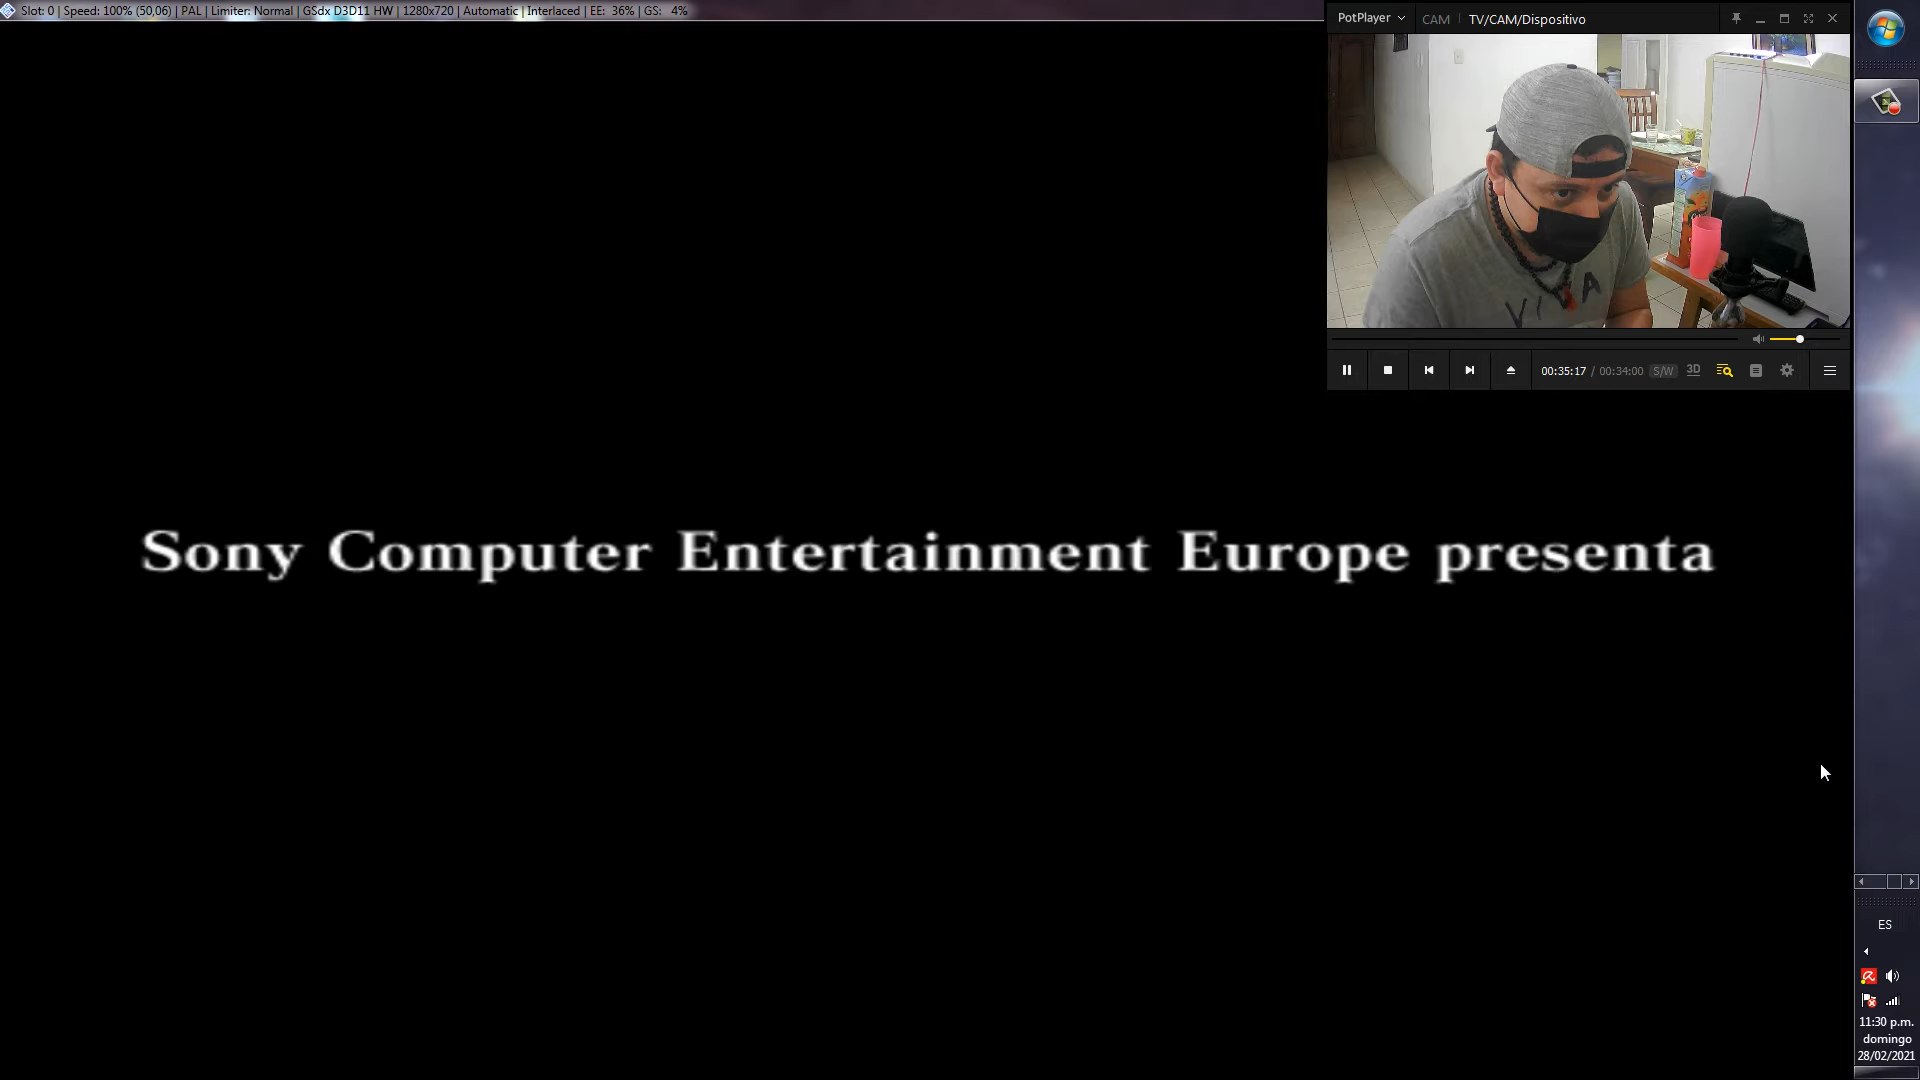 Slot: 0 | Speed: 100% (50,06) | PAL | Limiter: Normal | GSdx D3D11 HW | 1280x720 | Automatic | Interlaced | EE: 36% | GS: 4%
PotPlayer CAM TV/CAM/Dispositivo
VIVA
00:35:17 / 00:34:00 S/W 3D
Sony Computer Entertainment Europe presenta
ES
11:30 p.m.
domingo
28/02/2021